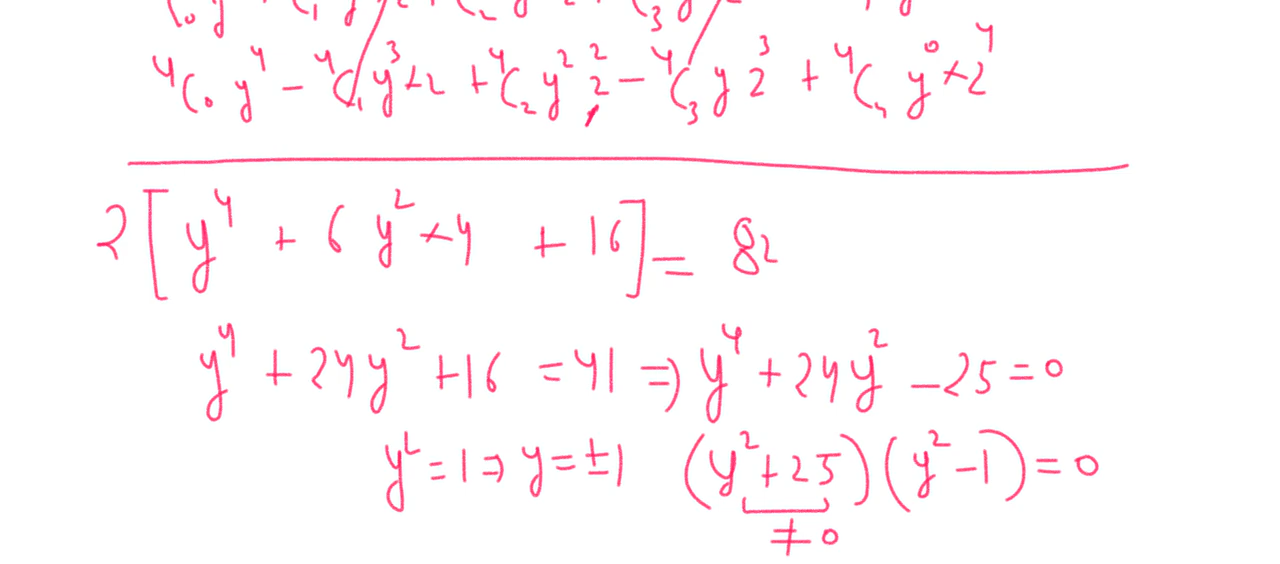 ⁴C₀ y⁴ − ⁴C₁ y³×2 + ⁴C₂ y² 2² − ⁴C₃ y 2³ + ⁴C₄ y⁰×2⁴
2[y⁴ + 6 y²×4 + 16] = 82
y⁴ + 24y² + 16 = 41 ⇒ y⁴ + 24y² − 25 = 0
y² = 1 ⇒ y = ±1 (y² + 25)(y² − 1) = 0
≠ 0